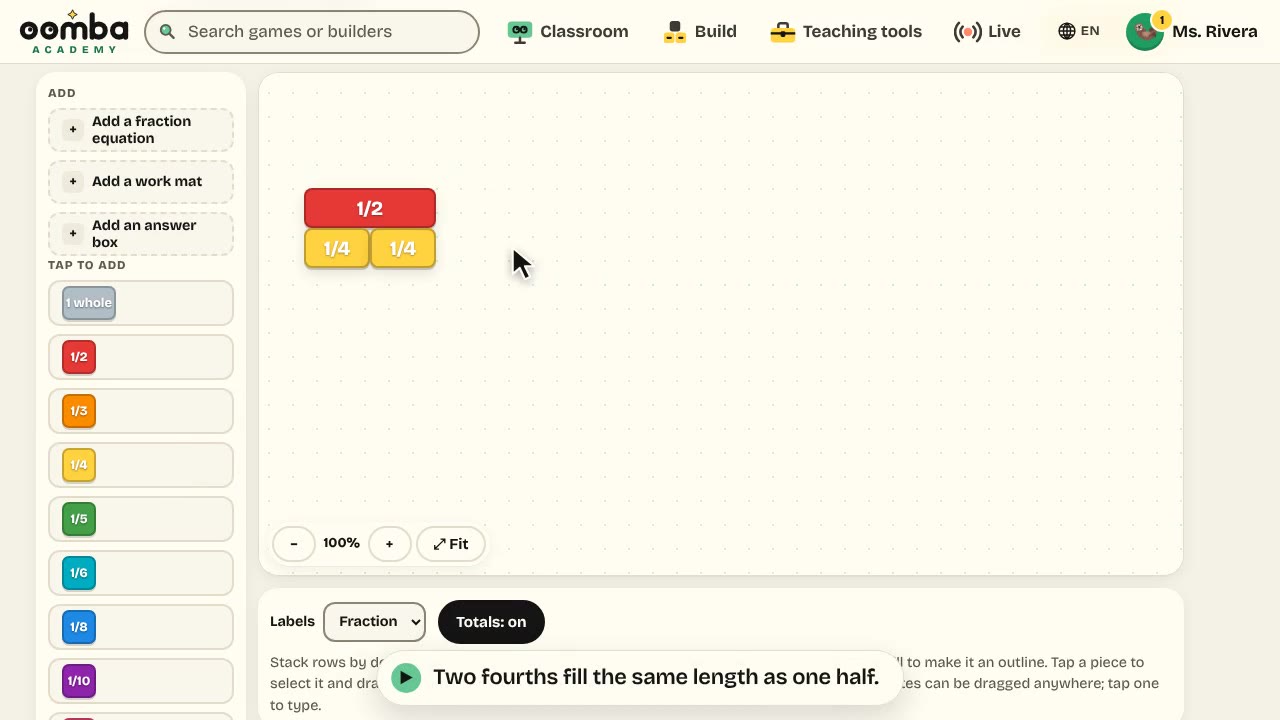 oomba
ACADEMY
Search games or builders
Classroom
Build
Teaching tools
Live
EN
1
Ms. Rivera
ADD
+ Add a fraction
equation
+ Add a work mat
+ Add an answer
box
TAP TO ADD
1 whole
1/2
1/3
1/4
1/5
1/6
1/8
1/10
1/2
1/4 1/4
− 100% + Fit
Labels Fraction Totals: on
Stack rows by
to make it an outline. Tap a piece to
select it and
can be dragged anywhere; tap one
to type.
Two fourths fill the same length as one half.